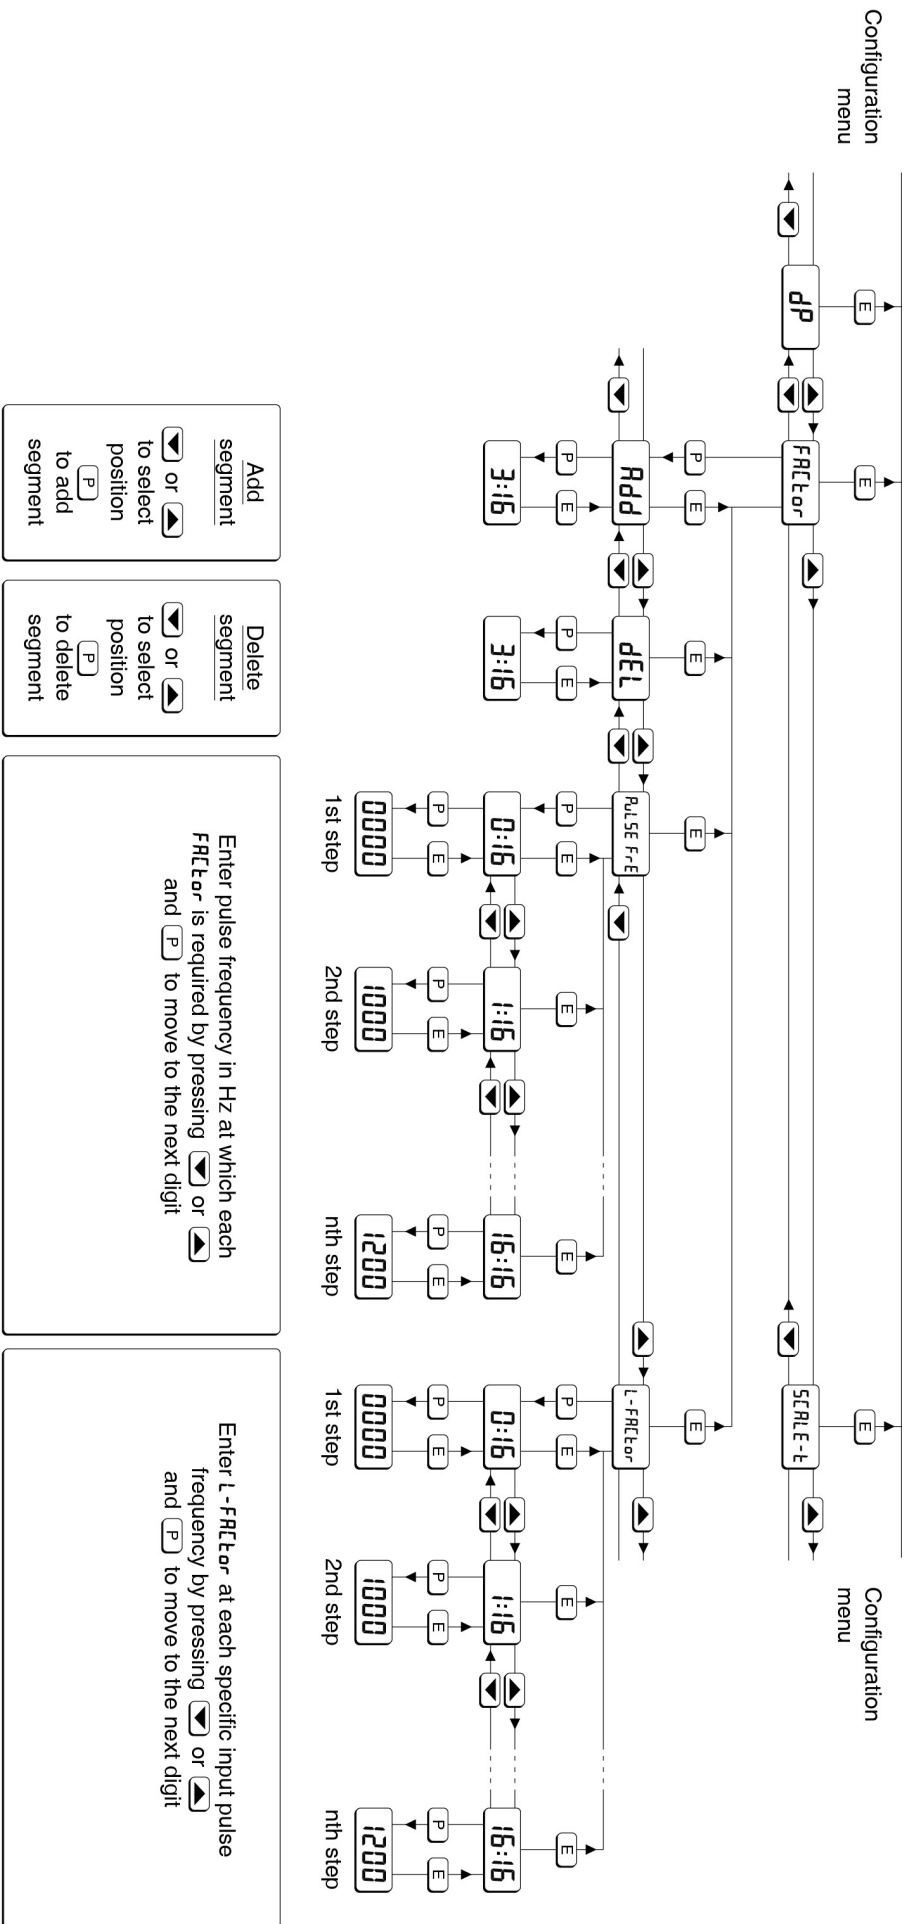 Configuration
menu
Configuration
menu
E
E
E
dP
FACtor
SCALE-t
P
E
E
E
E
Add
dEL
PuLSE FrE
L-FACtor
P
E
P
E
P
E
E
E
P
E
E
E
3:16
3:16
0:16
1:16
16:16
0:16
1:16
16:16
P
E
P
E
P
E
P
E
P
E
P
E
0000
1000
1200
0000
1000
1200
1st step
2nd step
nth step
1st step
2nd step
nth step
Add
segment
▼ or ▲
to select
position
P
to add
segment
Delete
segment
▼ or ▲
to select
position
P
to delete
segment
Enter pulse frequency in Hz at which each
FACtor is required by pressing ▼ or ▲
and P to move to the next digit
Enter L-FACtor at each specific input pulse
frequency by pressing ▼ or ▲
and P to move to the next digit